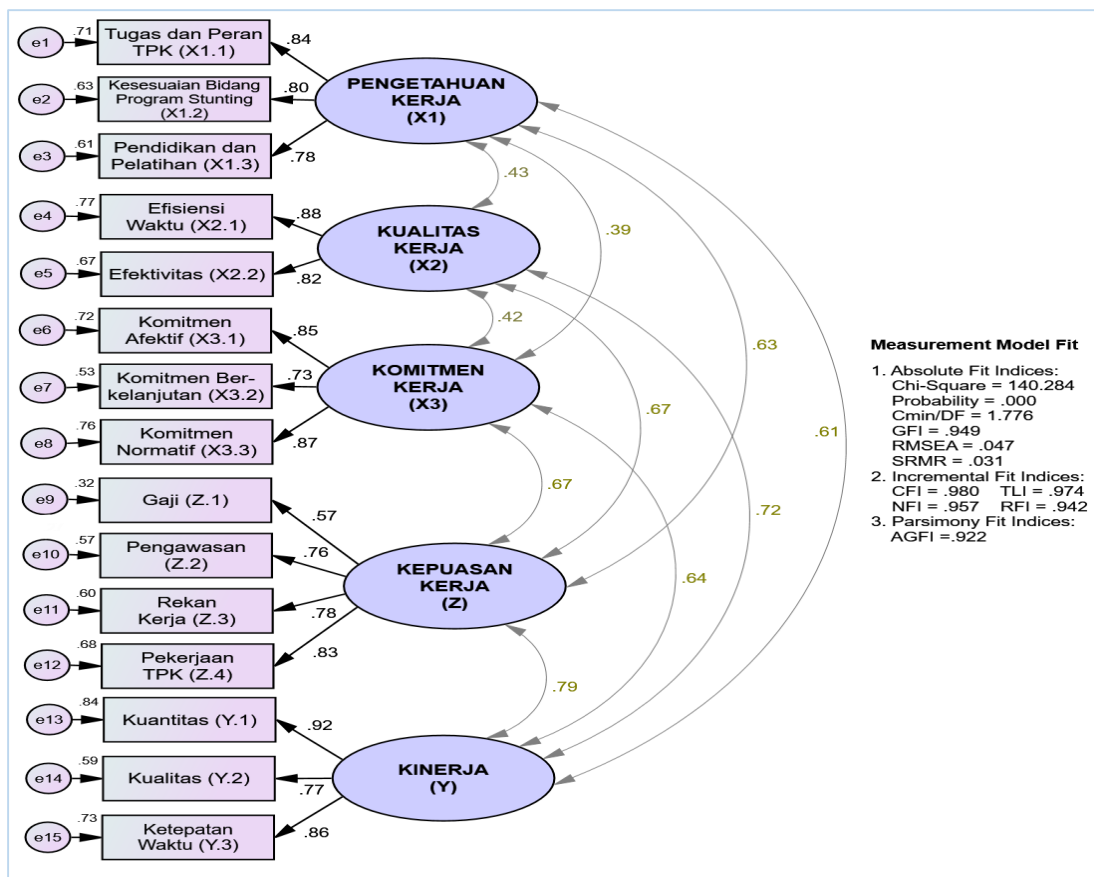 e1
.71
Tugas dan Peran
TPK (X1.1)
.84
e2
.63
Kesesuaian Bidang
Program Stunting
(X1.2)
.80
e3
.61
Pendidikan dan
Pelatihan (X1.3)
.78
PENGETAHUAN
KERJA
(X1)
e4
.77
Efisiensi
Waktu (X2.1)
.88
e5
.67
Efektivitas (X2.2)
.82
KUALITAS
KERJA
(X2)
e6
.72
Komitmen
Afektif (X3.1)
.85
e7
.53
Komitmen Ber-
kelanjutan (X3.2)
.73
e8
.76
Komitmen
Normatif (X3.3)
.87
KOMITMEN
KERJA
(X3)
e9
.32
Gaji (Z.1)
.57
e10
.57
Pengawasan
(Z.2)
.76
e11
.60
Rekan
Kerja (Z.3)
.78
e12
.68
Pekerjaan
TPK (Z.4)
.83
KEPUASAN
KERJA
(Z)
e13
.84
Kuantitas (Y.1)
.92
e14
.59
Kualitas (Y.2)
.77
e15
.73
Ketepatan
Waktu (Y.3)
.86
KINERJA
(Y)
.43
.39
.42
.63
.67
.61
.67
.72
.64
.79
Measurement Model Fit
1. Absolute Fit Indices:
Chi-Square = 140.284
Probability = .000
Cmin/DF = 1.776
GFI = .949
RMSEA = .047
SRMR = .031
2. Incremental Fit Indices:
CFI = .980 TLI = .974
NFI = .957 RFI = .942
3. Parsimony Fit Indices:
AGFI =.922